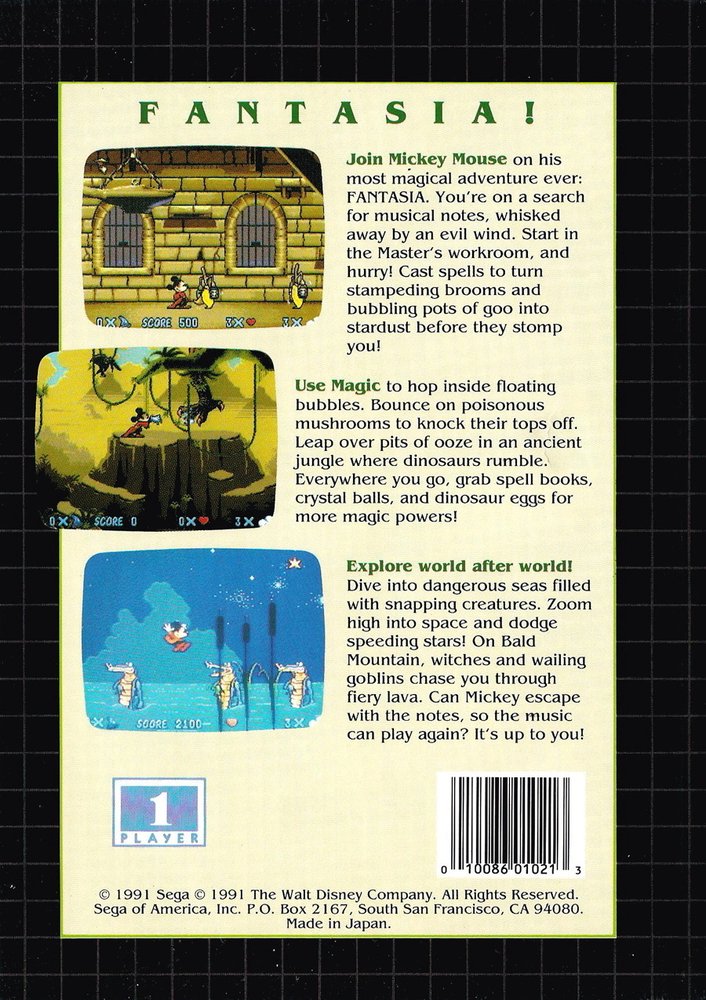 FANTASIA!
Join Mickey Mouse on his
most magical adventure ever:
FANTASIA. You're on a search
for musical notes, whisked
away by an evil wind. Start in
the Master's workroom, and
hurry! Cast spells to turn
stampeding brooms and
bubbling pots of goo into
stardust before they stomp
you!
0X SCORE 500 3X 3X
Use Magic to hop inside floating
bubbles. Bounce on poisonous
mushrooms to knock their tops off.
Leap over pits of ooze in an ancient
jungle where dinosaurs rumble.
Everywhere you go, grab spell books,
crystal balls, and dinosaur eggs for
more magic powers!
0X SCORE 0 0X 3X
Explore world after world!
Dive into dangerous seas filled
with snapping creatures. Zoom
high into space and dodge
speeding stars! On Bald
Mountain, witches and wailing
goblins chase you through
fiery lava. Can Mickey escape
with the notes, so the music
can play again? It's up to you!
X SCORE 2100 3X
1
PLAYER
0 10086 01021 3
© 1991 Sega © 1991 The Walt Disney Company. All Rights Reserved.
Sega of America, Inc. P.O. Box 2167, South San Francisco, CA 94080.
Made in Japan.